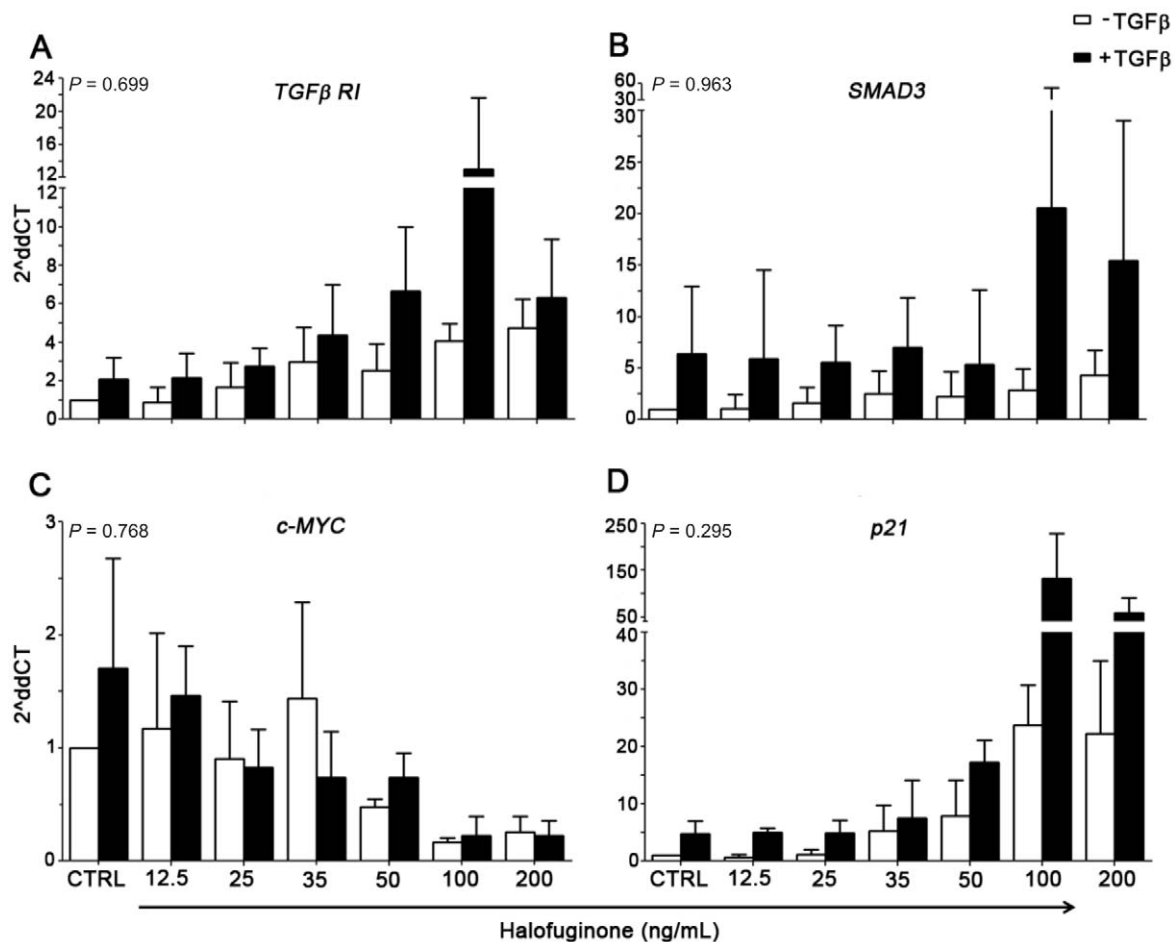 -TGFβ
+TGFβ
A
P = 0.699
TGFβ RI
24
22
20
18
16
14
12
12
10
8
6
4
2
0
2^ddCT
B
P = 0.963
SMAD3
60
30
30
25
20
15
10
5
0
C
P = 0.768
c-MYC
3
2
1
0
2^ddCT
CTRL 12.5 25 35 50 100 200
D
P = 0.295
p21
250
150
50
40
30
20
10
0
CTRL 12.5 25 35 50 100 200
Halofuginone (ng/mL)